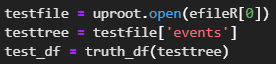 testfile = uproot.open(efileR[0])
testtree = testfile['events']
test_df = truth_df(testtree)